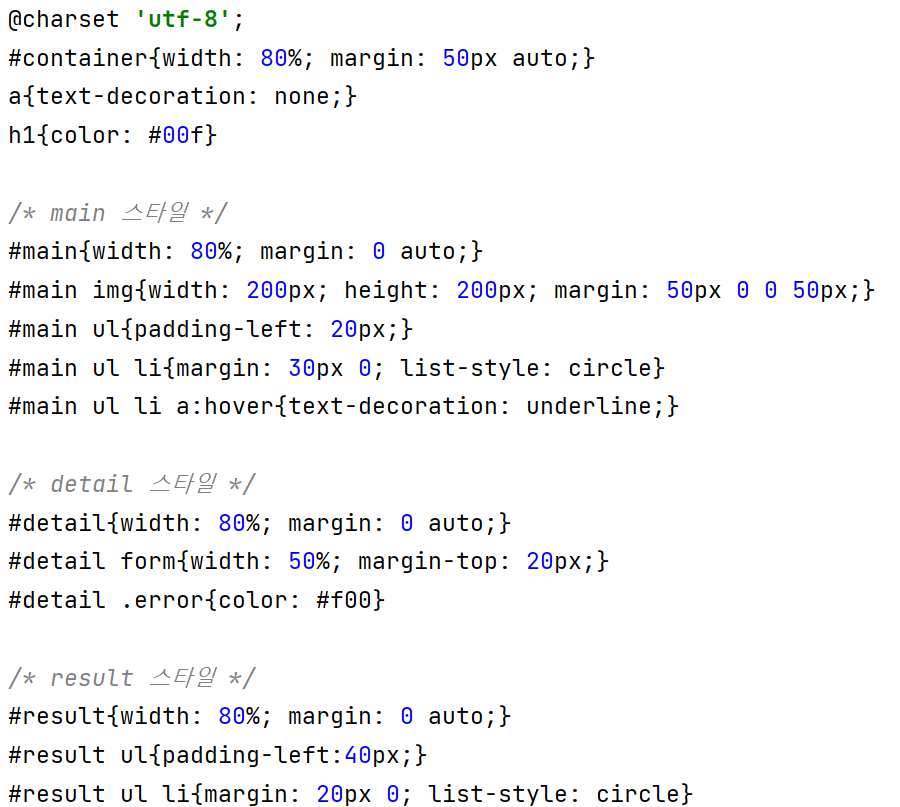 @charset 'utf-8';
#container{width: 80%; margin: 50px auto;}
a{text-decoration: none;}
h1{color: #00f}
/* main 스타일 */
#main{width: 80%; margin: 0 auto;}
#main img{width: 200px; height: 200px; margin: 50px 0 0 50px;}
#main ul{padding-left: 20px;}
#main ul li{margin: 30px 0; list-style: circle}
#main ul li a:hover{text-decoration: underline;}
/* detail 스타일 */
#detail{width: 80%; margin: 0 auto;}
#detail form{width: 50%; margin-top: 20px;}
#detail .error{color: #f00}
/* result 스타일 */
#result{width: 80%; margin: 0 auto;}
#result ul{padding-left:40px;}
#result ul li{margin: 20px 0; list-style: circle}